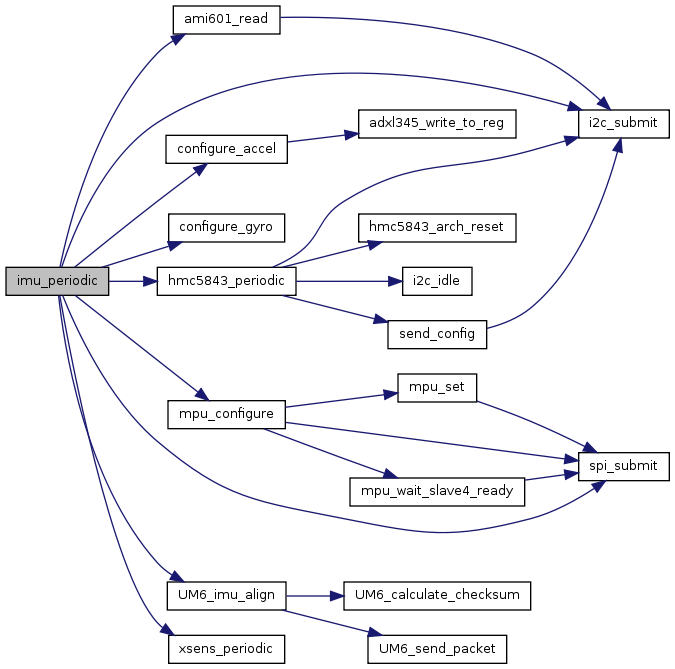 ami601_read
i2c_submit
adxl345_write_to_reg
configure_accel
configure_gyro
hmc5843_arch_reset
imu_periodic
hmc5843_periodic
i2c_idle
send_config
mpu_set
mpu_configure
spi_submit
mpu_wait_slave4_ready
UM6_imu_align
UM6_calculate_checksum
xsens_periodic
UM6_send_packet